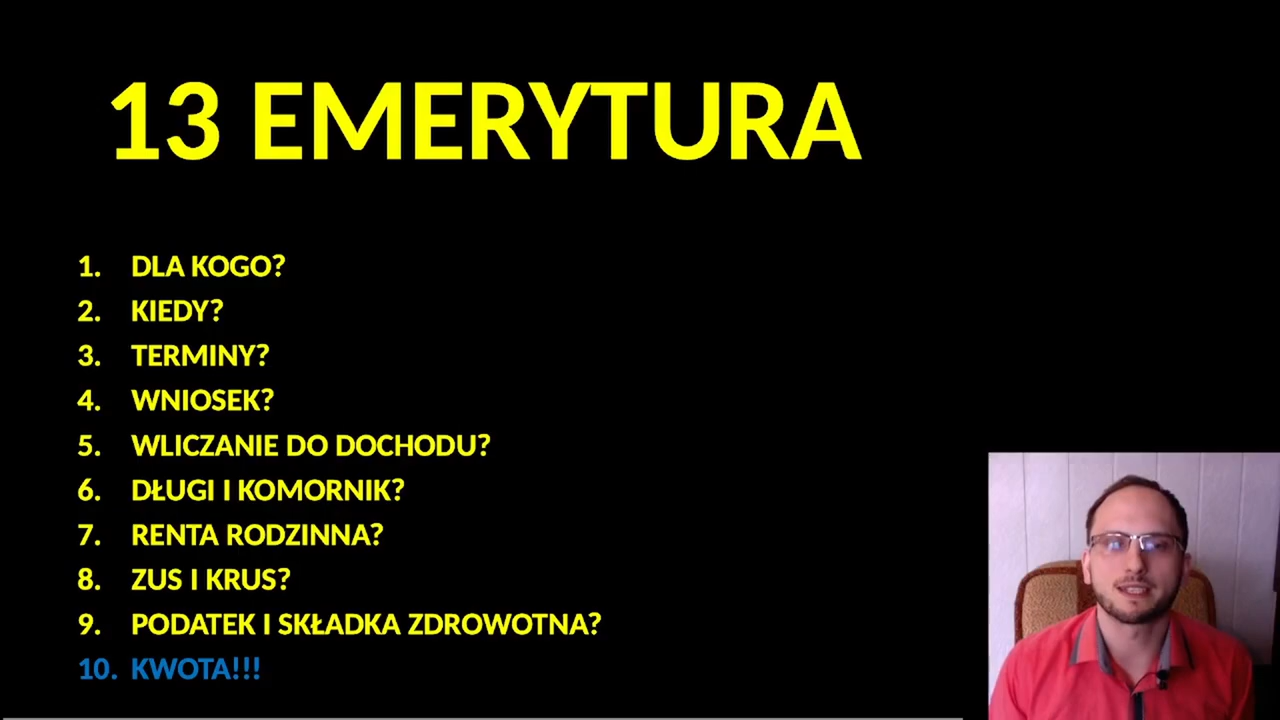 13 EMERYTURA
1. DLA KOGO?
2. KIEDY?
3. TERMINY?
4. WNIOSEK?
5. WLICZANIE DO DOCHODU?
6. DŁUGI I KOMORNIK?
7. RENTA RODZINNA?
8. ZUS I KRUS?
9. PODATEK I SKŁADKA ZDROWOTNA?
10. KWOTA!!!